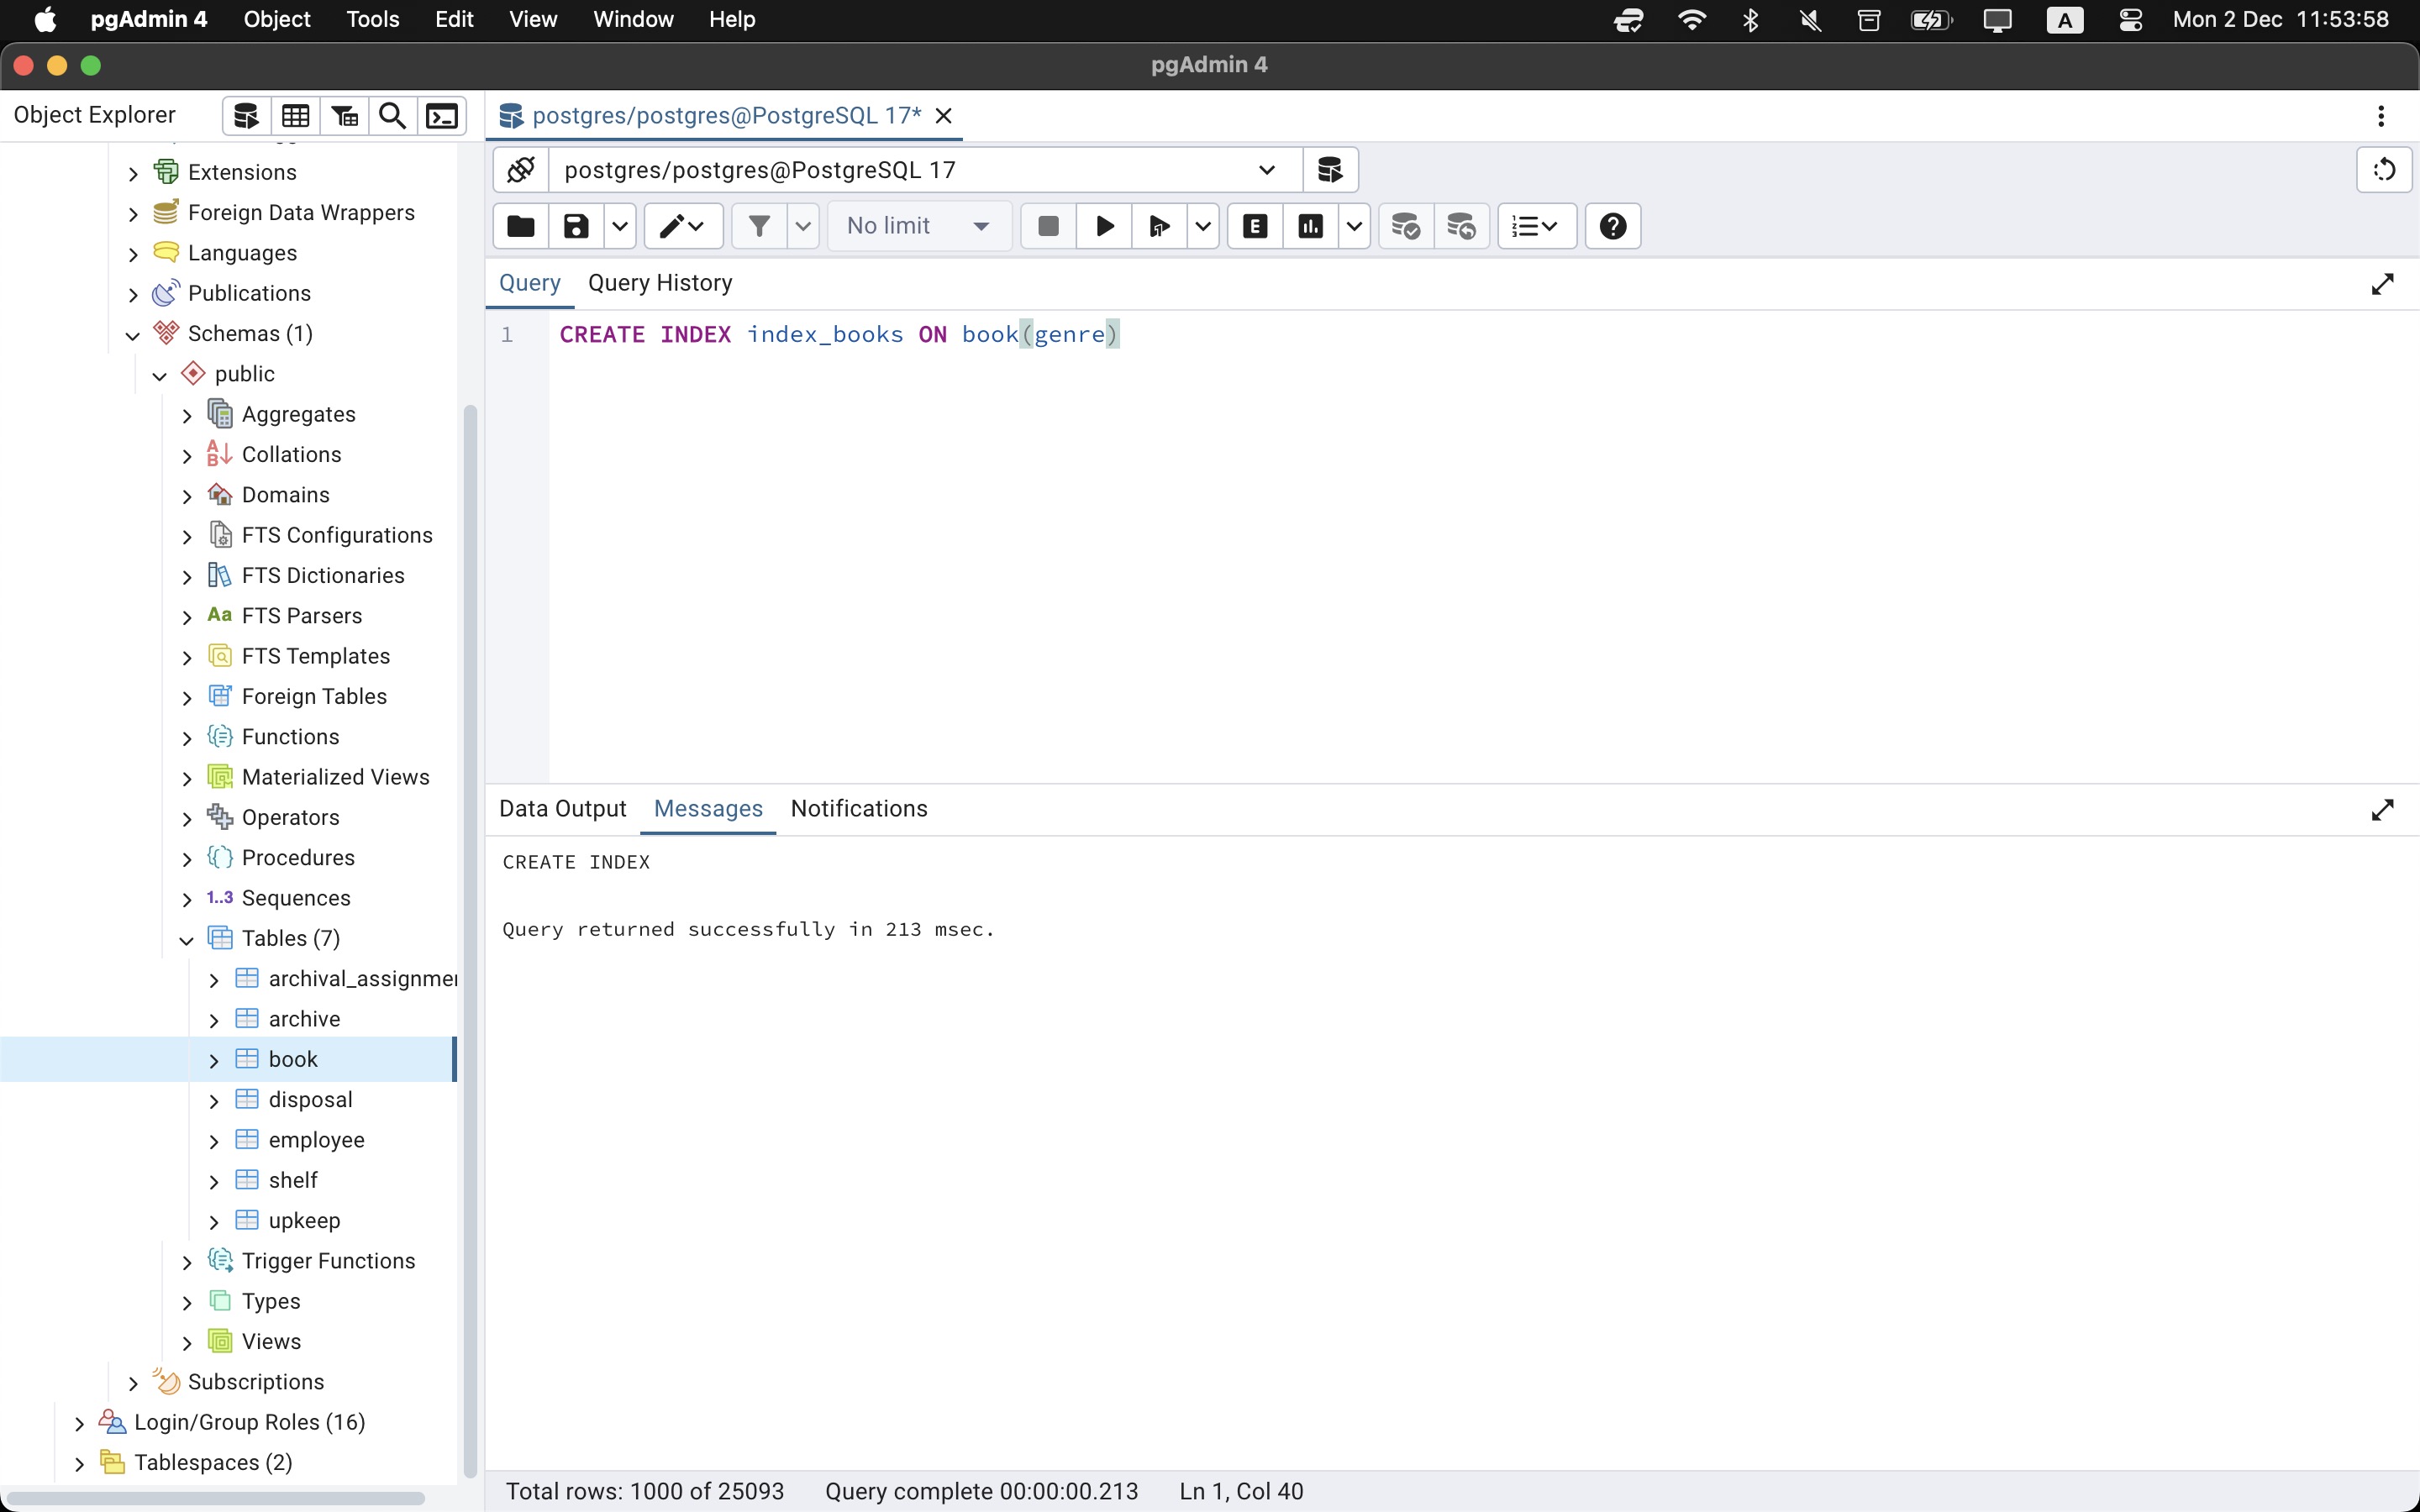 pgAdmin 4 Object Tools Edit View Window Help A Mon 2 Dec 11:53:58
pgAdmin 4
Object Explorer
postgres/postgres@PostgreSQL 17*
postgres/postgres@PostgreSQL 17
No limit
Query Query History
1 CREATE INDEX index_books ON book(genre)
Extensions
Foreign Data Wrappers
Languages
Publications
Schemas (1)
public
Aggregates
Collations
Domains
FTS Configurations
FTS Dictionaries
Aa FTS Parsers
FTS Templates
Foreign Tables
Functions
Materialized Views
Operators
Procedures
1..3 Sequences
Tables (7)
archival_assignmen
archive
book
disposal
employee
shelf
upkeep
Trigger Functions
Types
Views
Subscriptions
Login/Group Roles (16)
Tablespaces (2)
Data Output Messages Notifications
CREATE INDEX
Query returned successfully in 213 msec.
Total rows: 1000 of 25093 Query complete 00:00:00.213 Ln 1, Col 40